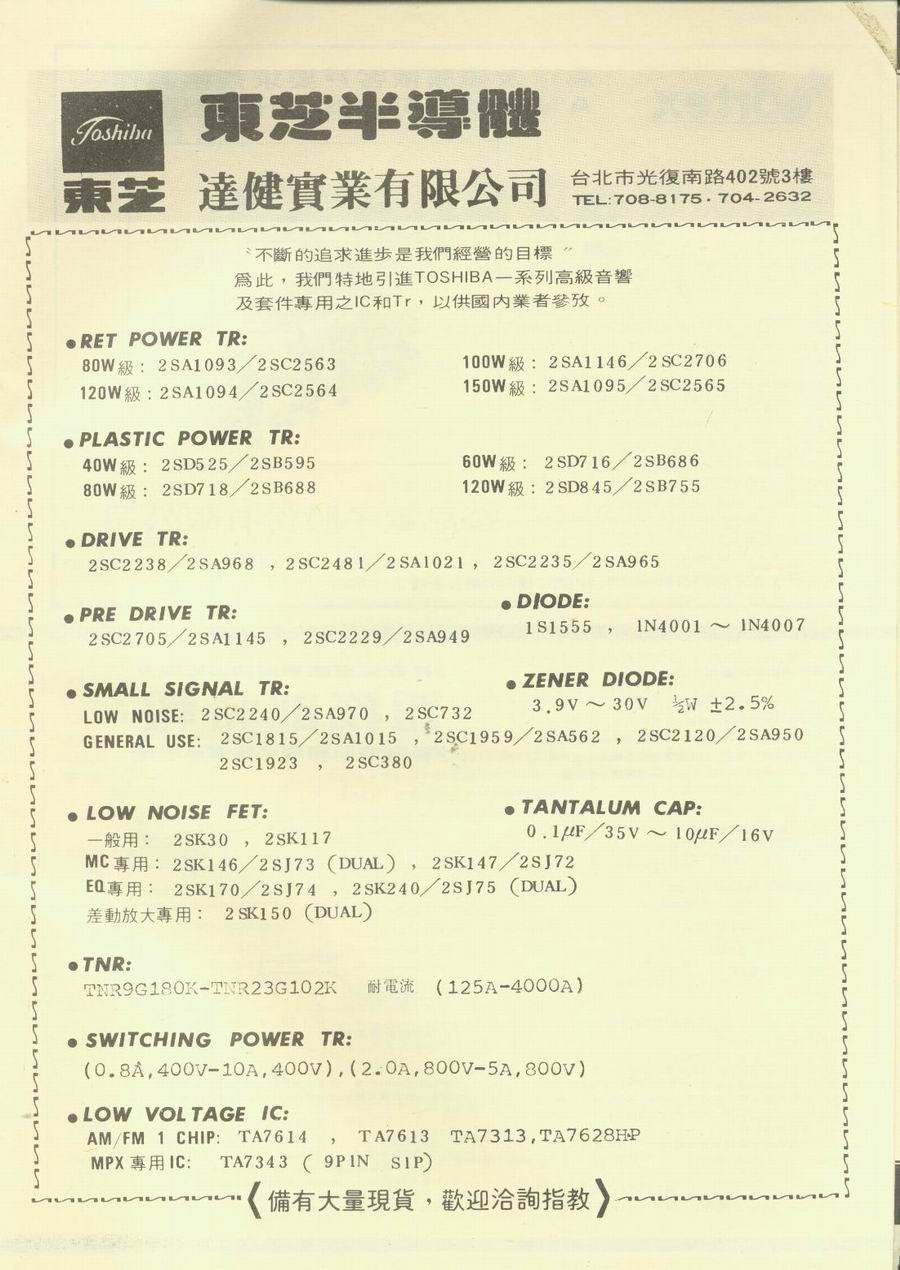 Toshiba
東芝
東芝半導體
達健實業有限公司
台北市光復南路402號3樓
TEL:708-8175・704-2632
〝不斷的追求進步是我們經營的目標〞
為此，我們特地引進TOSHIBA一系列高級音響
及套件專用之IC和Tr，以供國內業者參攷。
●RET POWER TR:
80W級：2SA1093／2SC2563
100W級：2SA1146／2SC2706
120W級：2SA1094／2SC2564
150W級：2SA1095／2SC2565
●PLASTIC POWER TR:
40W級：2SD525／2SB595
60W級：2SD716／2SB686
80W級：2SD718／2SB688
120W級：2SD845／2SB755
●DRIVE TR:
2SC2238／2SA968 , 2SC2481／2SA1021 , 2SC2235／2SA965
●PRE DRIVE TR:
2SC2705／2SA1145 , 2SC2229／2SA949
●DIODE:
1S1555 , 1N4001～1N4007
●SMALL SIGNAL TR:
LOW NOISE: 2SC2240／2SA970 , 2SC732
GENERAL USE: 2SC1815／2SA1015 , 2SC1959／2SA562 , 2SC2120／2SA950
2SC1923 , 2SC380
●ZENER DIODE:
3.9V～30V ½W ±2.5%
●LOW NOISE FET:
一般用：2SK30 , 2SK117
MC專用：2SK146／2SJ73 (DUAL) , 2SK147／2SJ72
EQ專用：2SK170／2SJ74 , 2SK240／2SJ75 (DUAL)
差動放大專用：2SK150 (DUAL)
●TANTALUM CAP:
0.1μF／35V～10μF／16V
●TNR:
TNR9G180K-TNR23G102K 耐電流 (125A-4000A)
●SWITCHING POWER TR:
(0.8A,400V-10A,400V),(2.0A,800V-5A,800V)
●LOW VOLTAGE IC:
AM/FM 1 CHIP: TA7614 , TA7613 TA7313,TA7628HP
MPX專用IC: TA7343 (9PIN SIP)
〈備有大量現貨，歡迎洽詢指教〉